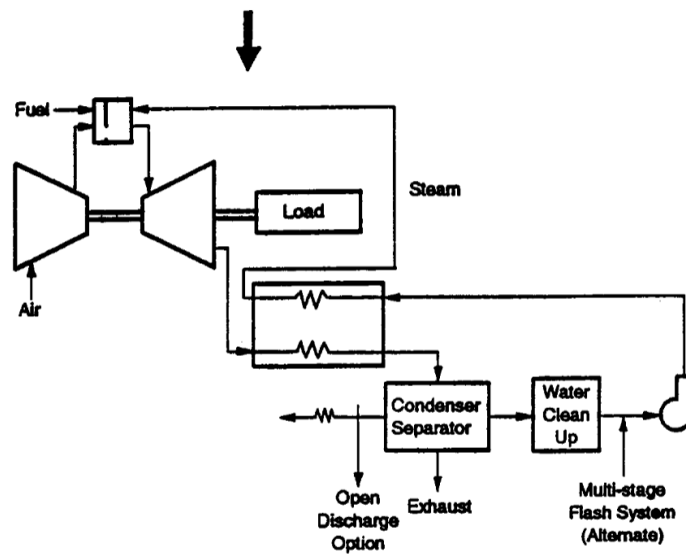 Fuel
Steam
Load
Air
Condenser
Separator
Water
Clean
Up
Open
Discharge
Option
Exhaust
Multi-stage
Flash System
(Alternate)